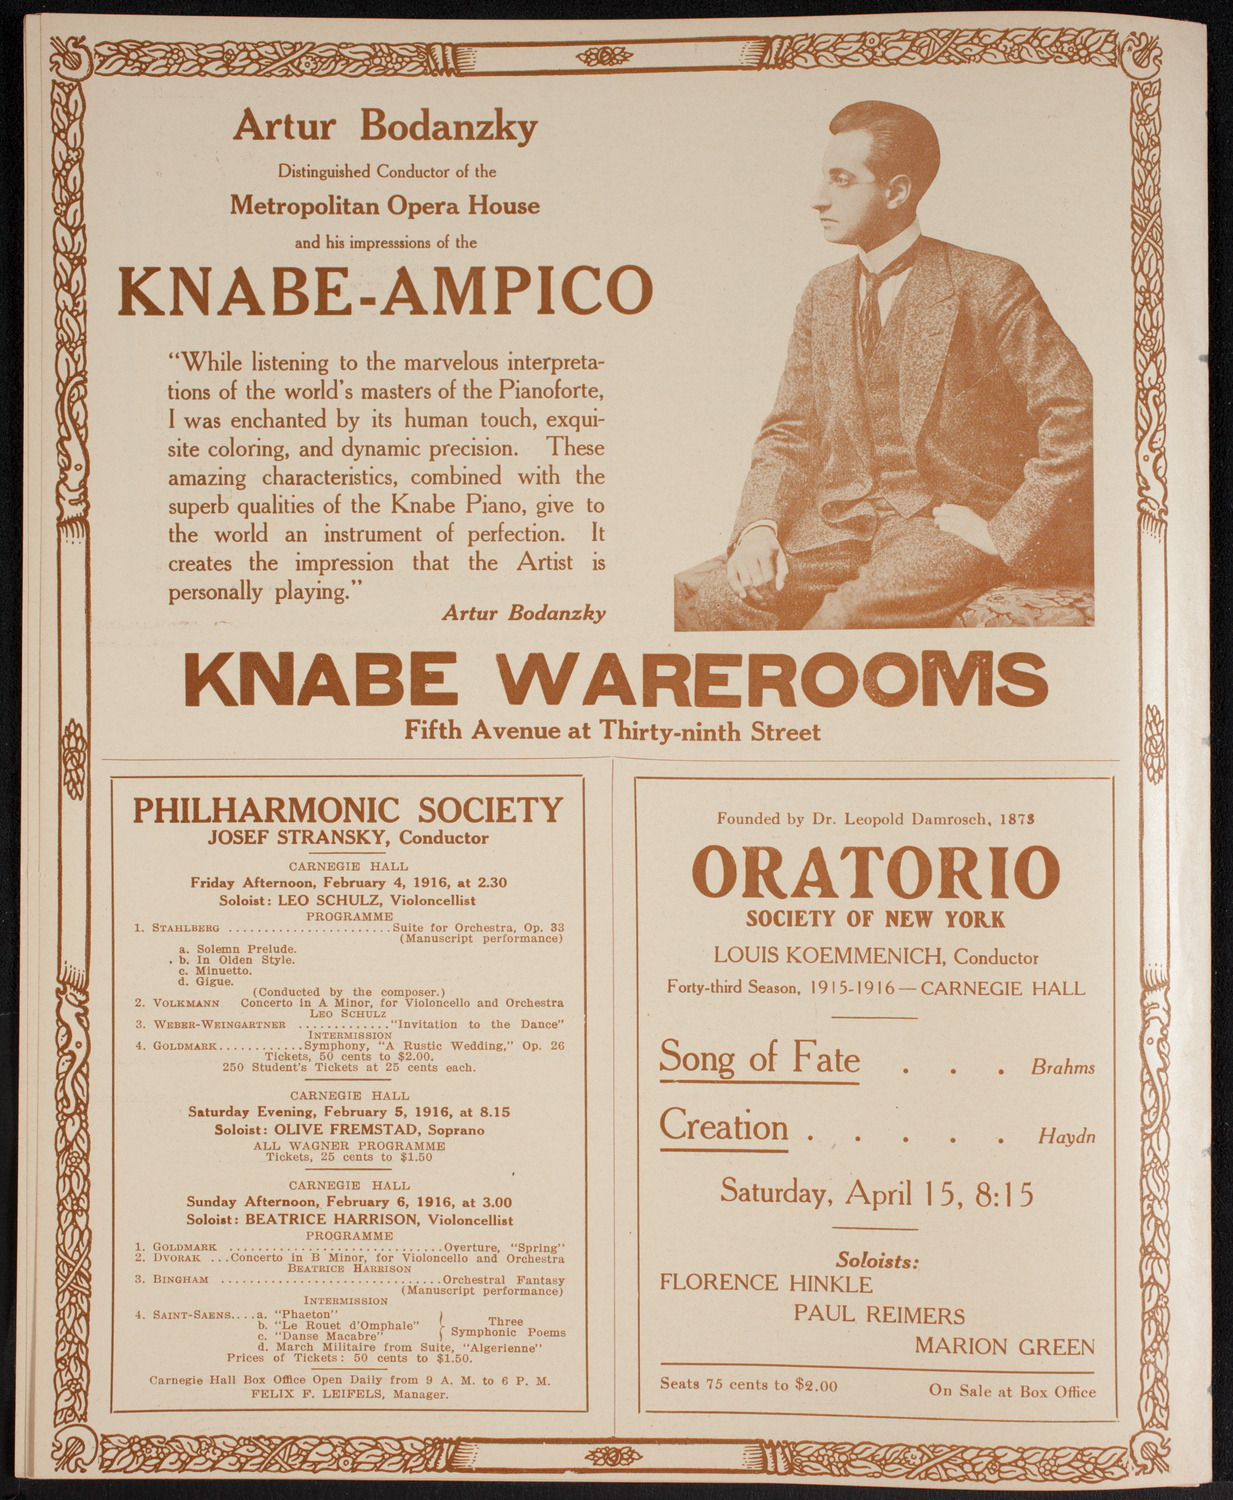 Artur Bodanzky
Distinguished Conductor of the
Metropolitan Opera House
and his impresssions of the
KNABE-AMPICO
“While listening to the marvelous interpreta-
tions of the world's masters of the Pianoforte,
I was enchanted by its human touch, exqui-
site coloring, and dynamic precision. These
amazing characteristics, combined with the
superb qualities of the Knabe Piano, give to
the world an instrument of perfection. It
creates the impression that the Artist is
personally playing.”
Artur Bodanzky
KNABE WAREROOMS
Fifth Avenue at Thirty-ninth Street
PHILHARMONIC SOCIETY
JOSEF STRANSKY, Conductor
CARNEGIE HALL
Friday Afternoon, February 4, 1916, at 2.30
Soloist: LEO SCHULZ, Violoncellist
PROGRAMME
1. STAHLBERG ......................Suite for Orchestra, Op. 33
(Manuscript performance)
a. Solemn Prelude.
b. In Olden Style.
c. Minuetto.
d. Gigue.
(Conducted by the composer.)
2. VOLKMANN Concerto in A Minor, for Violoncello and Orchestra
LEO SCHULZ
3. WEBER-WEINGARTNER ............“Invitation to the Dance”
INTERMISSION
4. GOLDMARK...........Symphony, “A Rustic Wedding,” Op. 26
Tickets, 50 cents to $2.00.
250 Student's Tickets at 25 cents each.
CARNEGIE HALL
Saturday Evening, February 5, 1916, at 8.15
Soloist: OLIVE FREMSTAD, Soprano
ALL WAGNER PROGRAMME
Tickets, 25 cents to $1.50
CARNEGIE HALL
Sunday Afternoon, February 6, 1916, at 3.00
Soloist: BEATRICE HARRISON, Violoncellist
PROGRAMME
1. GOLDMARK ............................Overture, “Spring”
2. DVORAK ...Concerto in B Minor, for Violoncello and Orchestra
BEATRICE HARRISON
3. BINGHAM .............................Orchestral Fantasy
(Manuscript performance)
INTERMISSION
4. SAINT-SAENS....a. “Phaeton”
b. “Le Rouet d'Omphale”
c. “Danse Macabre”
Three
Symphonic Poems
d. March Militaire from Suite, “Algerienne”
Prices of Tickets: 50 cents to $1.50.
Carnegie Hall Box Office Open Daily from 9 A. M. to 6 P. M.
FELIX F. LEIFELS, Manager.
Founded by Dr. Leopold Damrosch, 1873
ORATORIO
SOCIETY OF NEW YORK
LOUIS KOEMMENICH, Conductor
Forty-third Season, 1915-1916—CARNEGIE HALL
Song of Fate . . . Brahms
Creation . . . . . Haydn
Saturday, April 15, 8:15
Soloists:
FLORENCE HINKLE
PAUL REIMERS
MARION GREEN
Seats 75 cents to $2.00 On Sale at Box Office